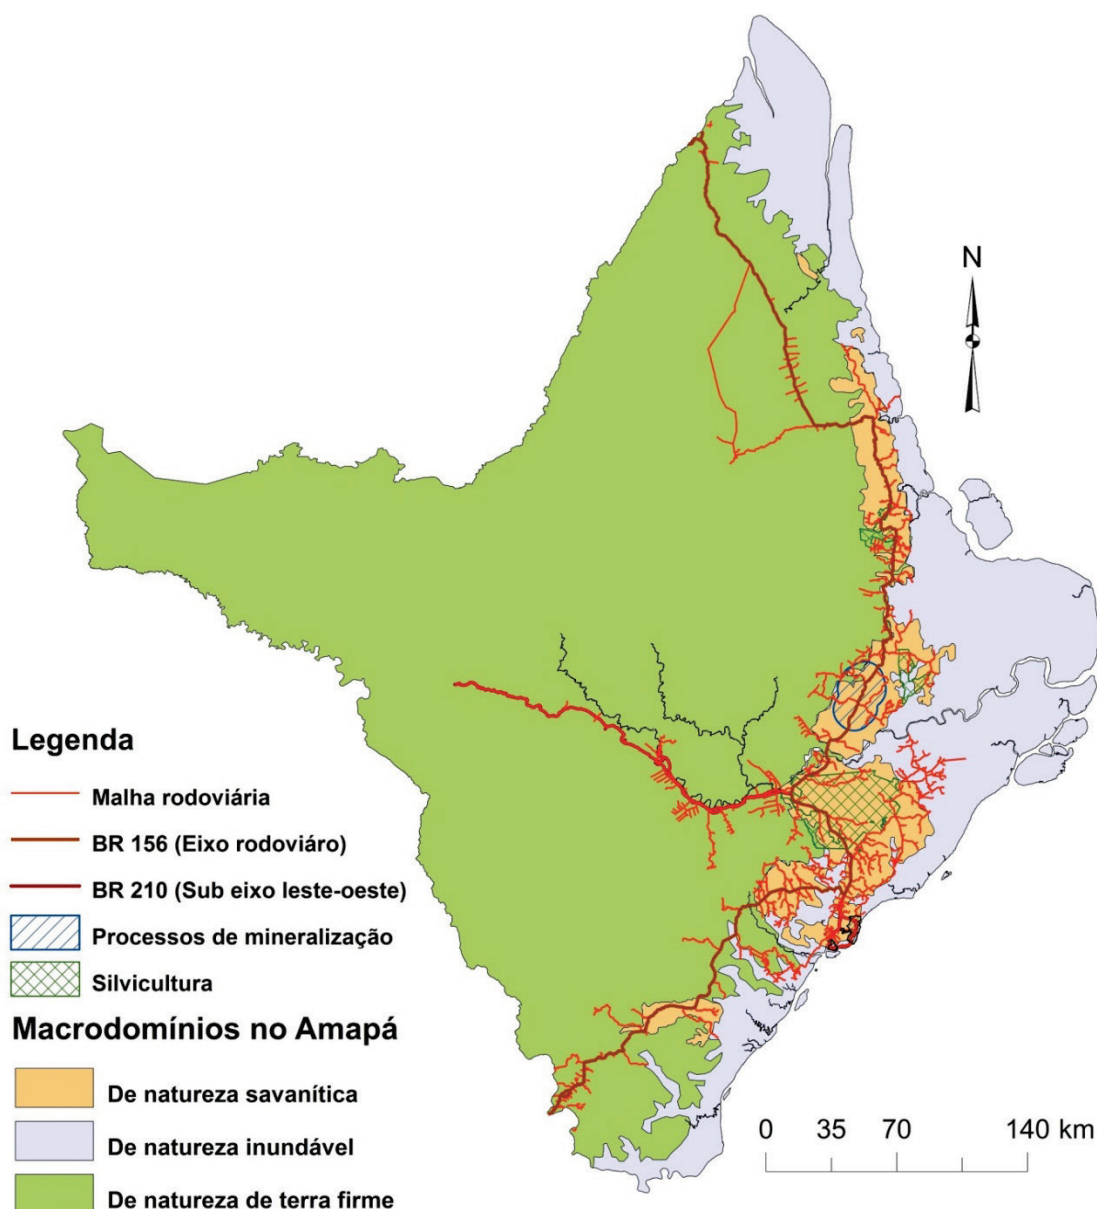 N
Legenda
Malha rodoviária
BR 156 (Eixo rodoviáro)
BR 210 (Sub eixo leste-oeste)
Processos de mineralização
Silvicultura
Macrodomínios no Amapá
De natureza savanítica
De natureza inundável
De natureza de terra firme
0 35 70 140 km